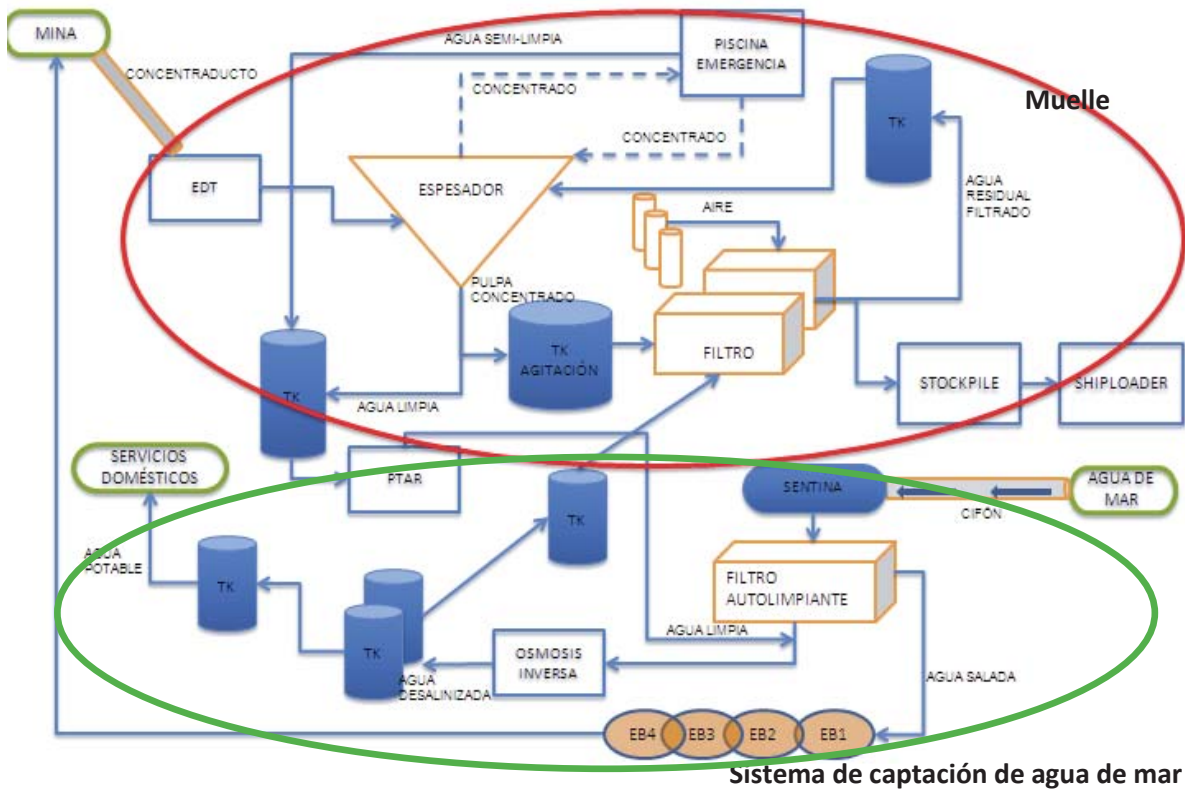 MINA
CONCENTRADUCTO
AGUA SEMI-LIMPIA
PISCINA
EMERGENCIA
CONCENTRADO
CONCENTRADO
TK
Muelle
EDT
ESPESADOR
AIRE
AGUA
RESIDUAL
FILTRADO
PULPA
CONCENTRADO
TK
AGITACIÓN
FILTRO
STOCKPILE
SHIPLOADER
TK
AGUA LIMPIA
SERVICIOS
DOMÉSTICOS
PTAR
TK
SENTINA
CIFÓN
AGUA DE
MAR
AGUA
POTABLE
TK
FILTRO
AUTOLIMPIANTE
AGUA LIMPIA
TK
AGUA
DESALINIZADA
OSMOSIS
INVERSA
AGUA SALADA
EB4
EB3
EB2
EB1
Sistema de captación de agua de mar